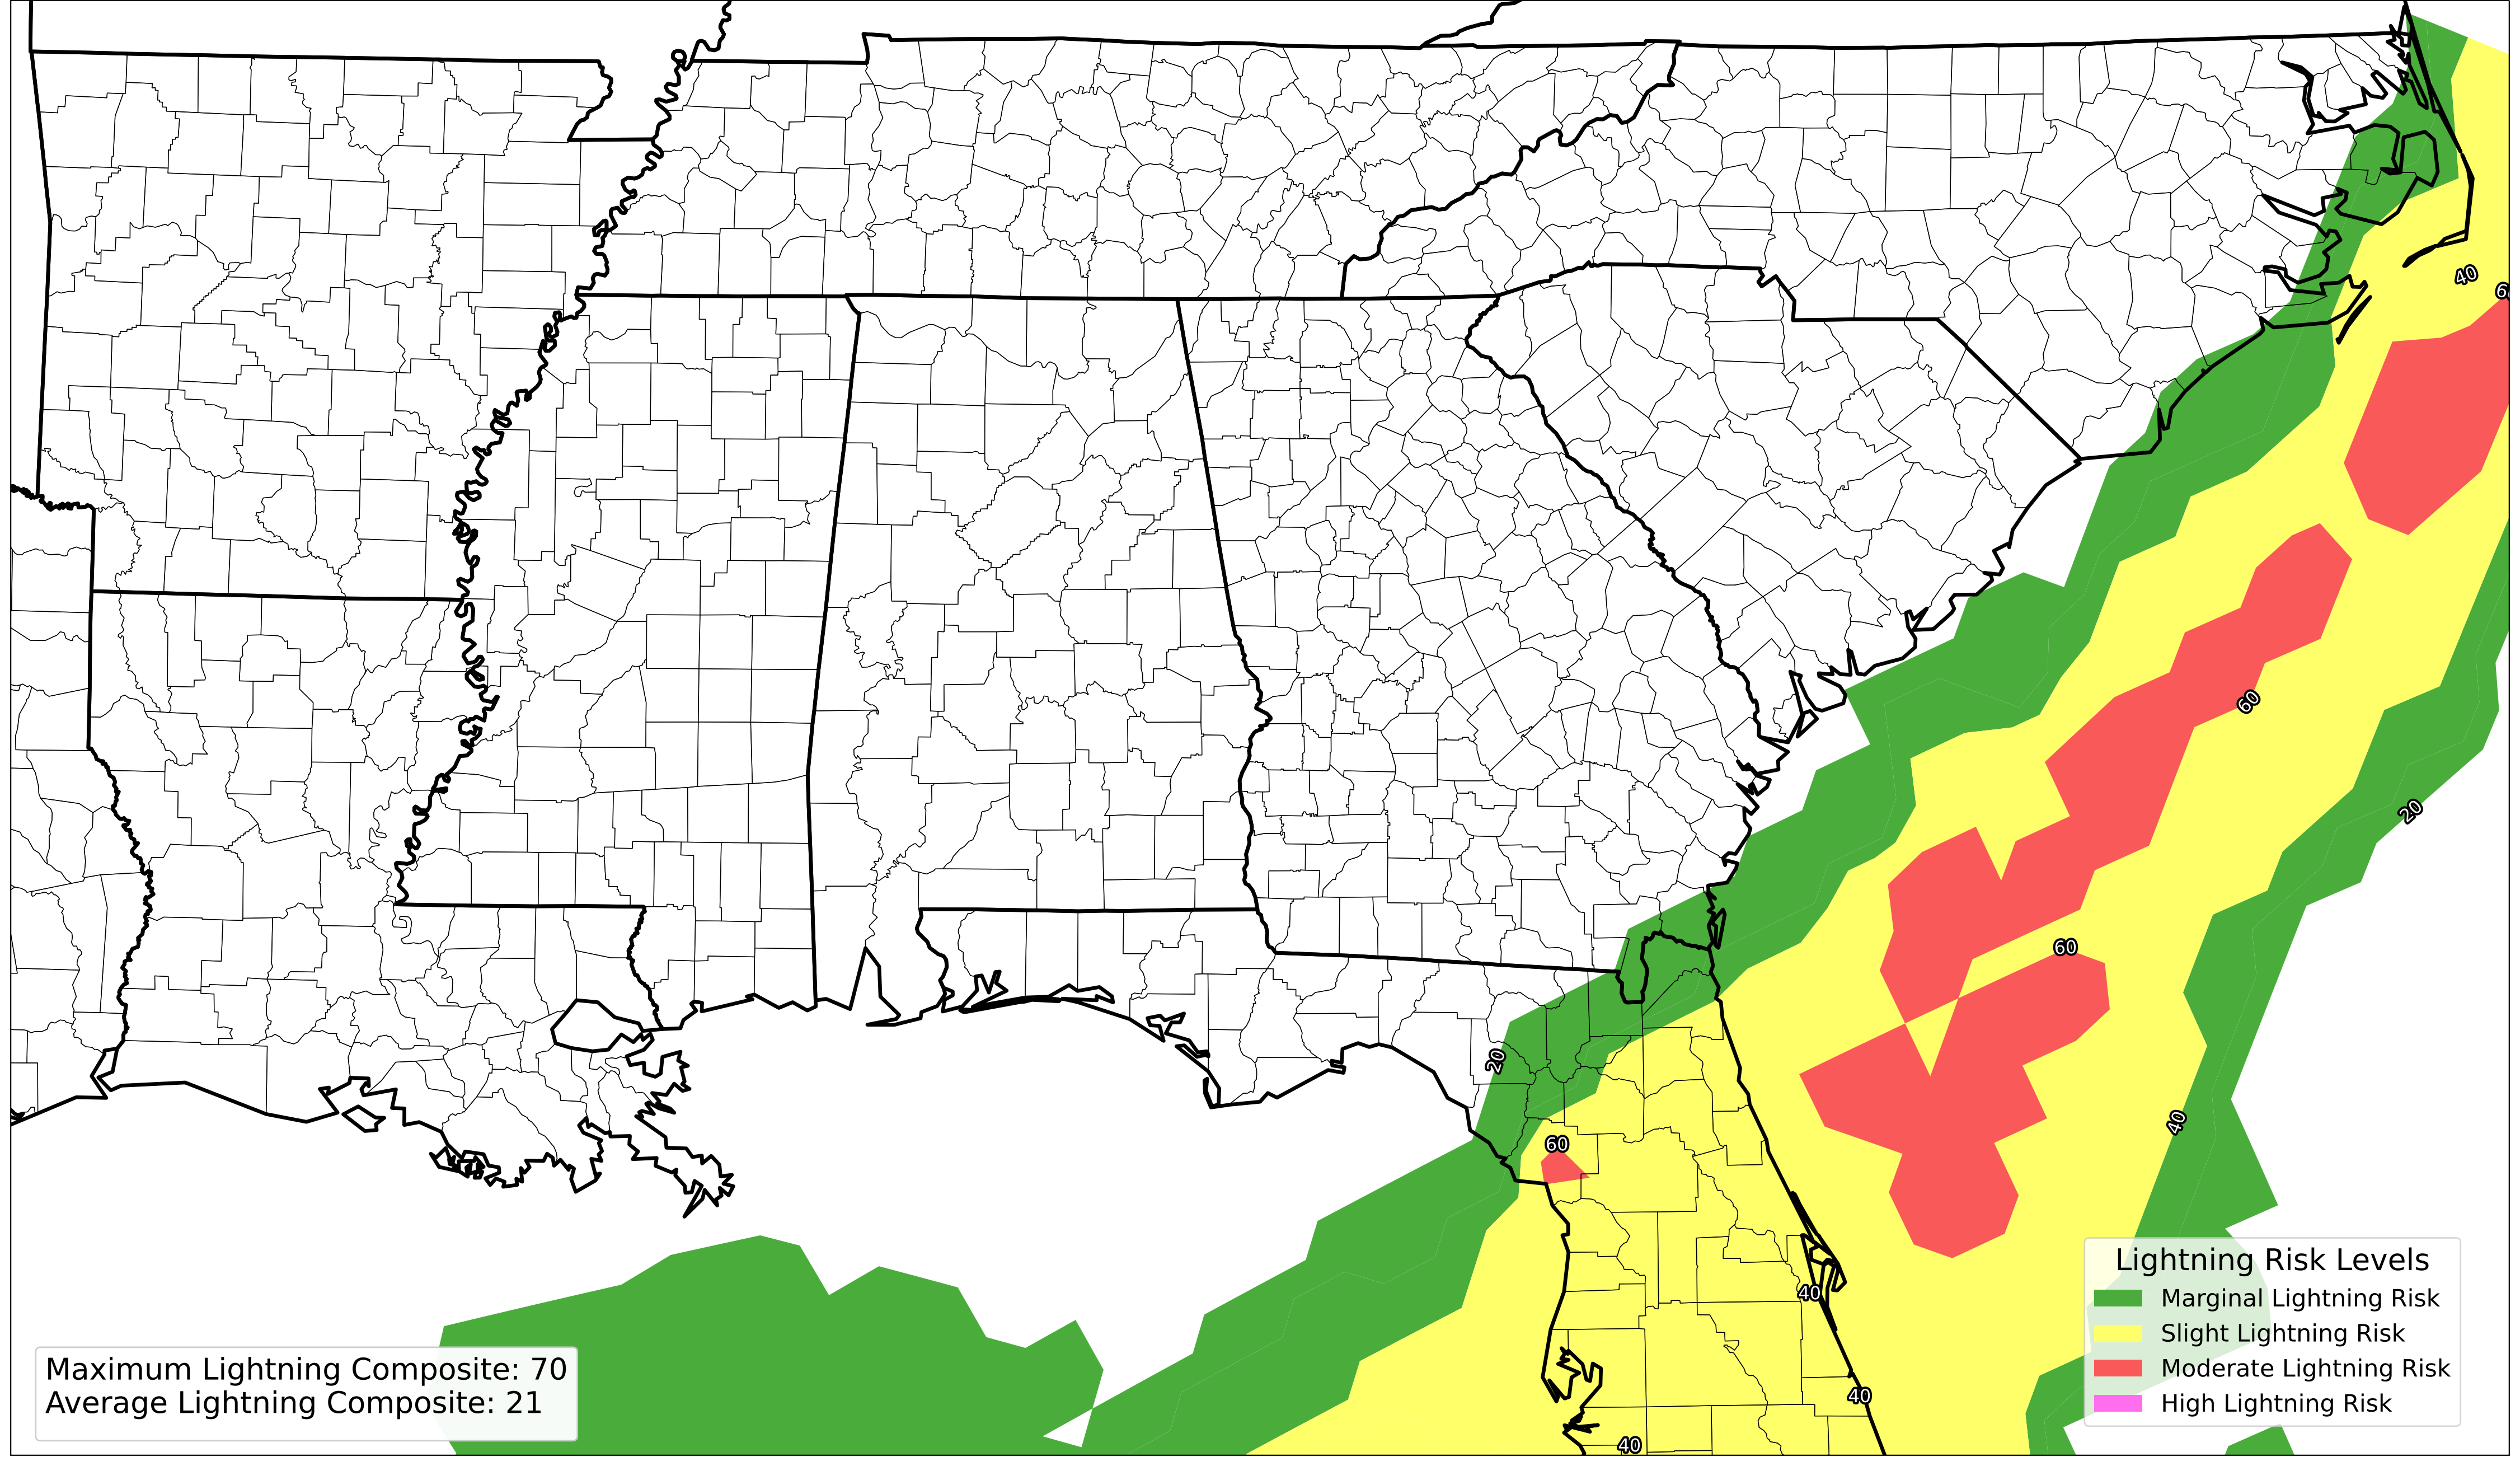 40
6
60
20
60
20
40
60
40
40
40
Maximum Lightning Composite: 70
Average Lightning Composite: 21
Lightning Risk Levels
Marginal Lightning Risk
Slight Lightning Risk
Moderate Lightning Risk
High Lightning Risk